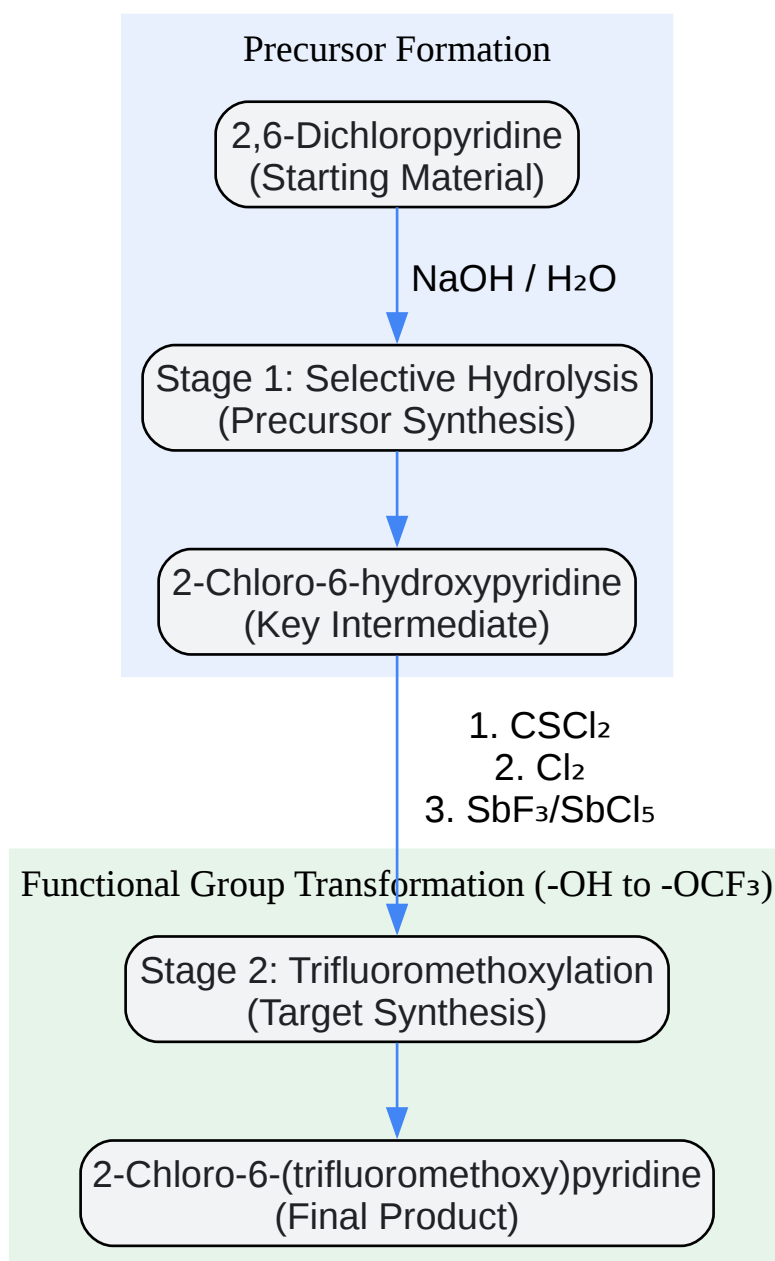 Precursor Formation
2,6-Dichloropyridine
(Starting Material)
NaOH / H₂O
Stage 1: Selective Hydrolysis
(Precursor Synthesis)
2-Chloro-6-hydroxypyridine
(Key Intermediate)
1. CSCl₂
2. Cl₂
3. SbF₃/SbCl₅
Functional Group Transformation (-OH to -OCF₃)
Stage 2: Trifluoromethoxylation
(Target Synthesis)
2-Chloro-6-(trifluoromethoxy)pyridine
(Final Product)